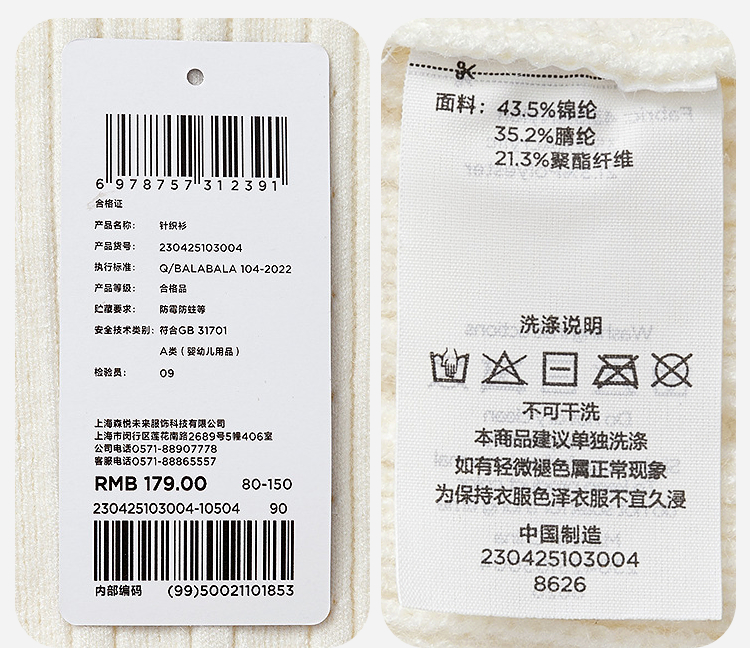 6 978757 312391
合格证
产品名称： 针织衫
产品货号： 230425103004
执行标准： Q/BALABALA 104-2022
产品等级： 合格品
贮藏要求： 防霉防蛀等
安全技术类别： 符合GB 31701
A类（婴幼儿用品）
检验员： 09
上海森悦未来服饰科技有限公司
上海市闵行区莲花南路2689号5幢406室
公司电话0571-88907778
客服电话0571-88865557
RMB 179.00 80-150
230425103004-10504 90
内部编码 (99)50021101853
面料：43.5%锦纶
35.2%腈纶
21.3%聚酯纤维
洗涤说明
不可干洗
本商品建议单独洗涤
如有轻微褪色属正常现象
为保持衣服色泽衣服不宜久浸
中国制造
230425103004
8626